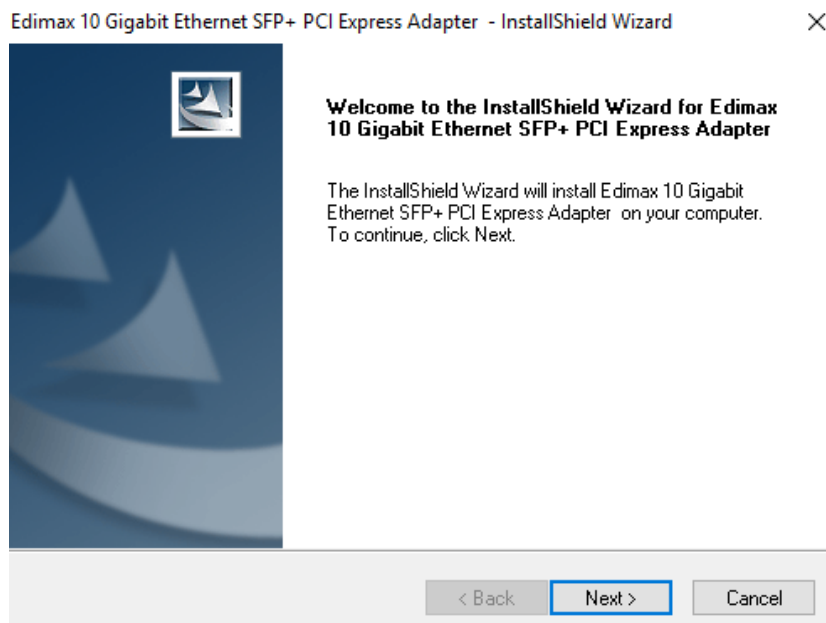 Edimax 10 Gigabit Ethernet SFP+ PCI Express Adapter - InstallShield Wizard
Welcome to the InstallShield Wizard for Edimax
10 Gigabit Ethernet SFP+ PCI Express Adapter
The InstallShield Wizard will install Edimax 10 Gigabit
Ethernet SFP+ PCI Express Adapter on your computer.
To continue, click Next.
< Back Next > Cancel